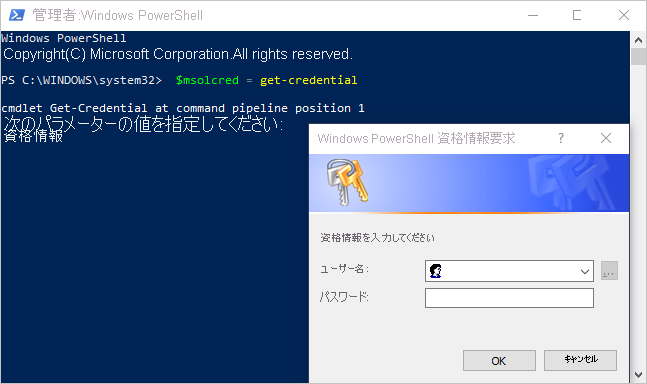 管理者:Windows PowerShell
Windows PowerShell
Copyright(C) Microsoft Corporation.All rights reserved.
PS C:\WINDOWS\system32> $msolcred = get-credential
cmdlet Get-Credential at command pipeline position 1
次のパラメーターの値を指定してください:
資格情報
Windows PowerShell 資格情報要求
?
資格情報を入力してください
ユーザー名:
...
パスワード:
OK
キャンセル